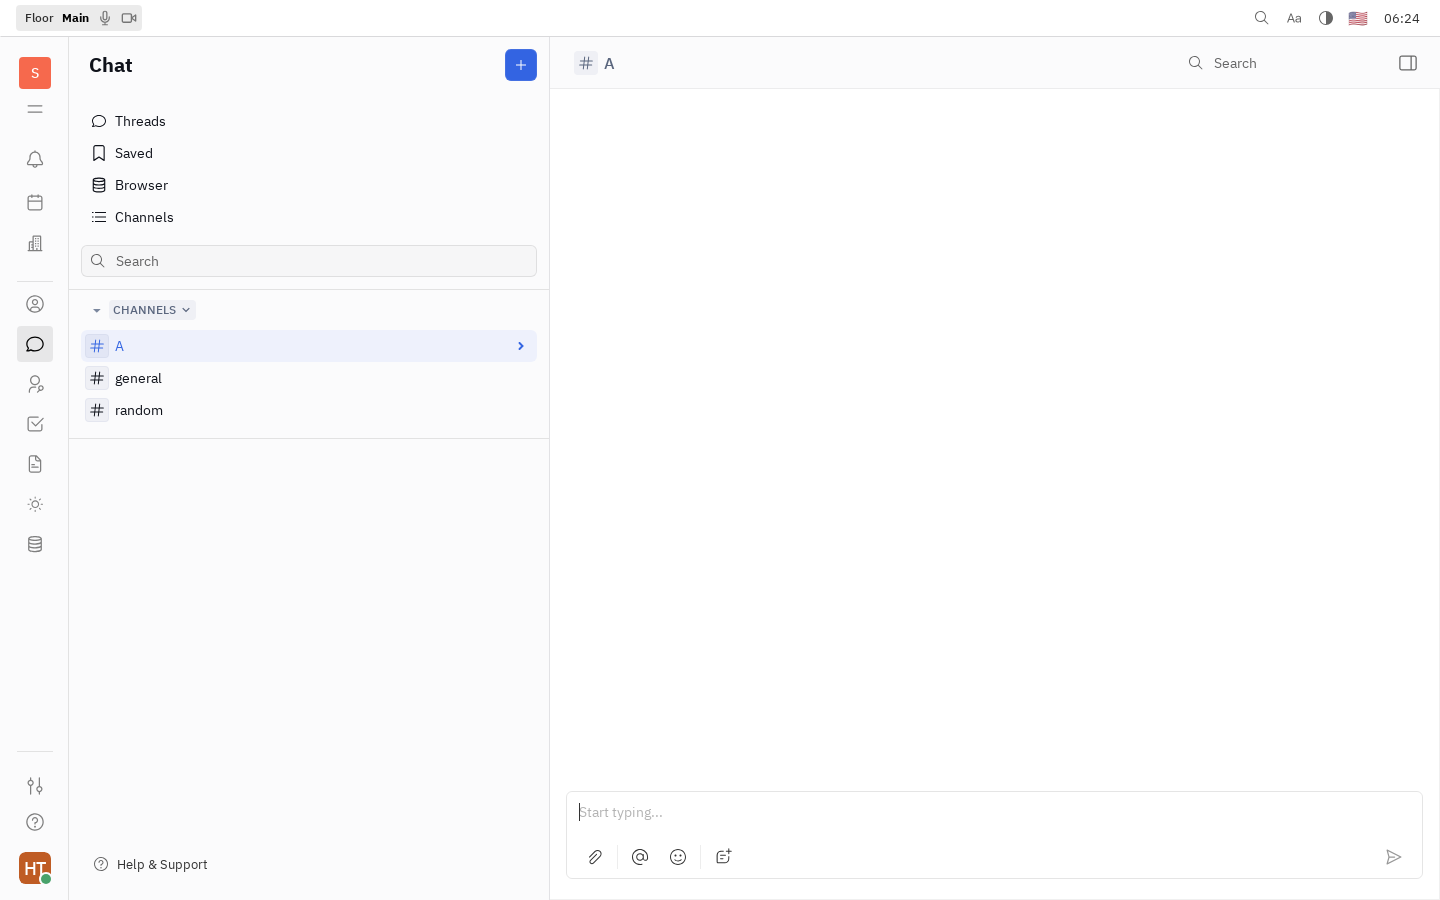 Floor Main
Aa
06:24
S
Chat
Threads
Saved
Browser
Channels
Search
CHANNELS
A
general
random
Help & Support
HT
A
Search
Start typing...